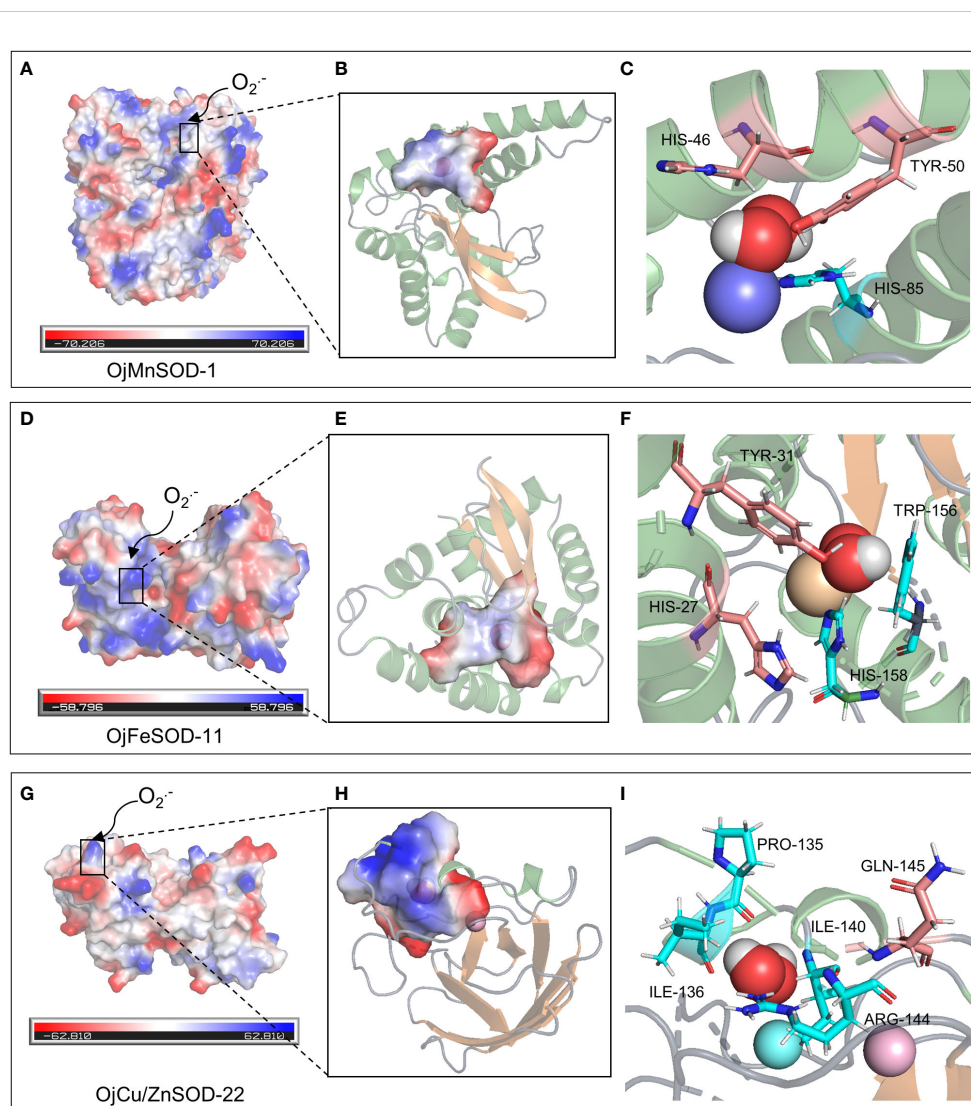 A
O₂·⁻
B
C
HIS-46
TYR-50
HIS-85
-70.206 70.206
OjMnSOD-1
D
O₂·⁻
E
F
TYR-31
TRP-156
HIS-27
HIS-158
-58.796 58.796
OjFeSOD-11
G
O₂·⁻
H
I
PRO-135
GLN-145
ILE-140
ILE-136
ARG-144
-62.810 62.810
OjCu/ZnSOD-22